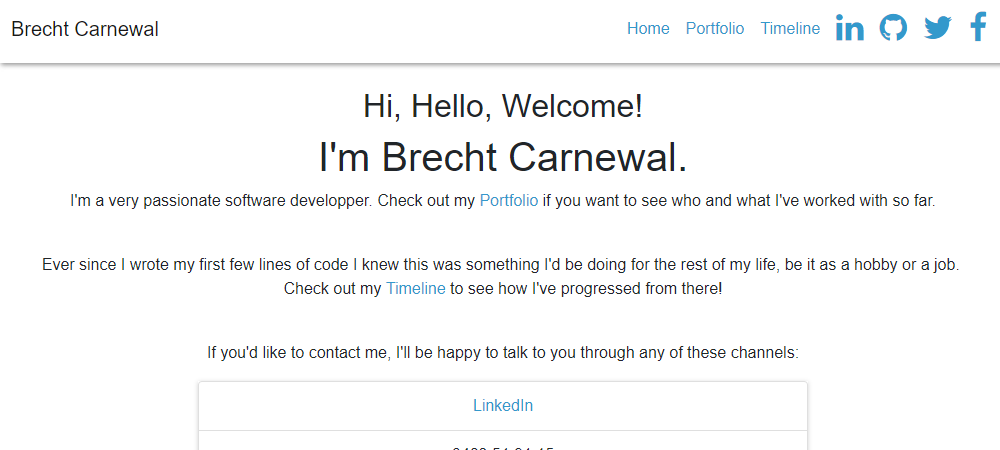 Brecht Carnewal
Home Portfolio Timeline
Hi, Hello, Welcome!
I'm Brecht Carnewal.
I'm a very passionate software developper. Check out my Portfolio if you want to see who and what I've worked with so far.
Ever since I wrote my first few lines of code I knew this was something I'd be doing for the rest of my life, be it as a hobby or a job.
Check out my Timeline to see how I've progressed from there!
If you'd like to contact me, I'll be happy to talk to you through any of these channels:
LinkedIn